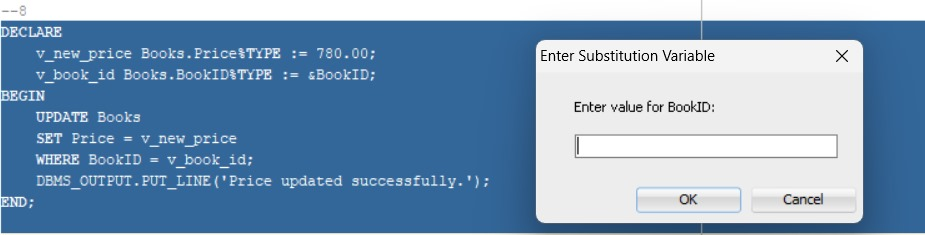 --8
DECLARE
    v_new_price Books.Price%TYPE := 780.00;
    v_book_id Books.BookID%TYPE := &BookID;
BEGIN
    UPDATE Books
    SET Price = v_new_price
    WHERE BookID = v_book_id;
    DBMS_OUTPUT.PUT_LINE('Price updated successfully.');
END;
Enter Substitution Variable
Enter value for BookID:
OK
Cancel